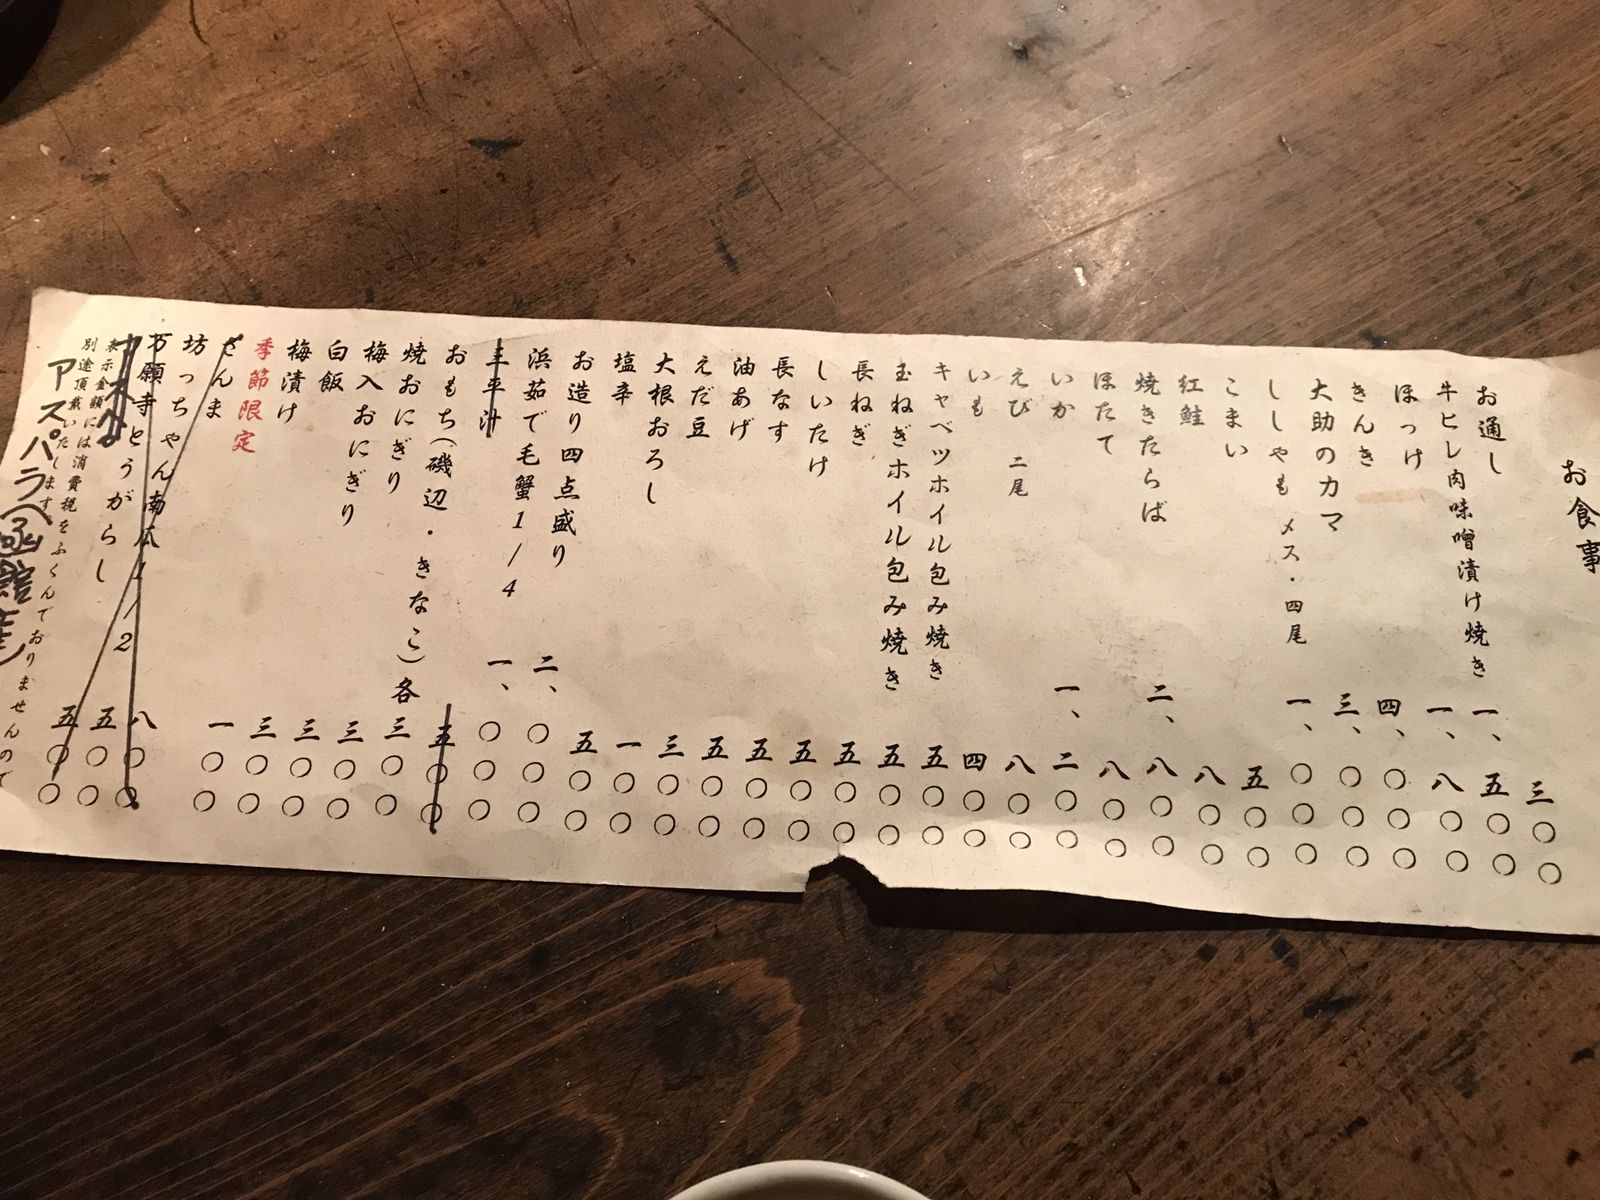 お食事
お通し 三〇〇
牛ヒレ肉味噌漬け焼き 一、五〇〇
ほっけ 一、八〇〇
きんき 四、〇〇〇
大助のカマ 三、〇〇〇
ししゃも メス・四尾 一、〇〇〇
こまい 五〇〇
紅鮭 八〇〇
焼きたらば 二、八〇〇
ほたて 八〇〇
いか 一、二〇〇
えび 二尾 八〇〇
いも 四〇〇
キャベツホイル包み焼き 五〇〇
玉ねぎホイル包み焼き 五〇〇
長ねぎ 五〇〇
しいたけ 五〇〇
長なす 五〇〇
油あげ 五〇〇
えだ豆 三〇〇
大根おろし 一〇〇
塩辛 五〇〇
お造り四点盛り 二、〇〇〇
浜茹で毛蟹1/4 一、〇〇〇
三平汁 五〇〇
おもち(磯辺・きなこ)各 三〇〇
焼おにぎり 三〇〇
梅入おにぎり 三〇〇
白飯 三〇〇
梅漬け 一〇〇
季節限定
さんま 八〇〇
坊っちゃん南瓜1/2 五〇〇
万願寺とうがらし 五〇〇
表示金額には消費税をふくんでおりませんので
別途頂戴いたします。
アスパラ(函館産)